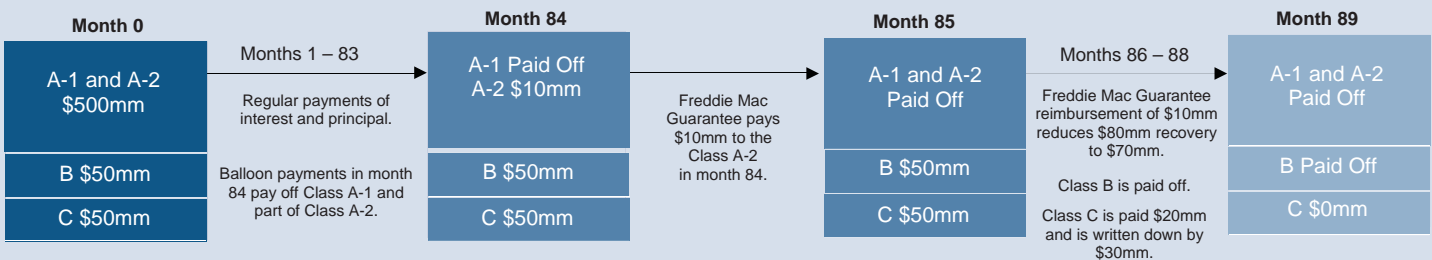 Month 0
A-1 and A-2
$500mm
B $50mm
C $50mm
Months 1 – 83
Regular payments of
interest and principal.
Balloon payments in month
84 pay off Class A-1 and
part of Class A-2.
Month 84
A-1 Paid Off
A-2 $10mm
B $50mm
C $50mm
Freddie Mac
Guarantee pays
$10mm to the
Class A-2
in month 84.
Month 85
A-1 and A-2
Paid Off
B $50mm
C $50mm
Months 86 – 88
Freddie Mac Guarantee
reimbursement of $10mm
reduces $80mm recovery
to $70mm.
Class B is paid off.
Class C is paid $20mm
and is written down by
$30mm.
Month 89
A-1 and A-2
Paid Off
B Paid Off
C $0mm